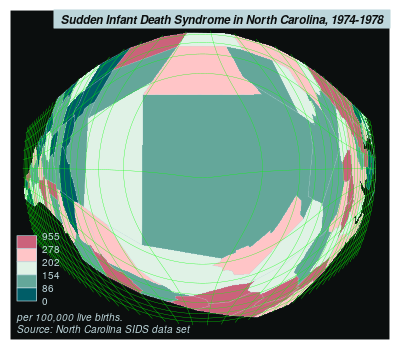 Sudden Infant Death Syndrome in North Carolina, 1974-1978
955
278
202
154
86
0
per 100,000 live births.
Source: North Carolina SIDS data set